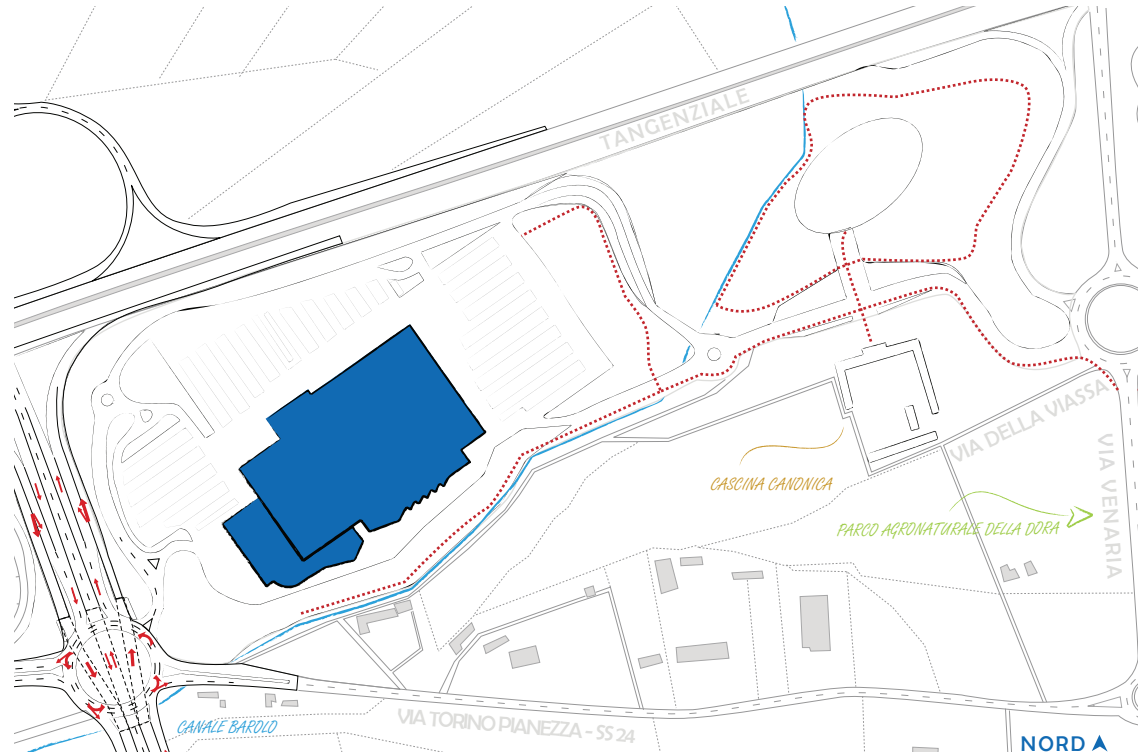 TANGENZIALE
VIA DELLA VIASSA
CASCINA CANONICA
VIA VENARIA
PARCO AGRONATURALE DELLA DORA
CANALE BAROLO
VIA TORINO PIANEZZA - SS 24
NORD